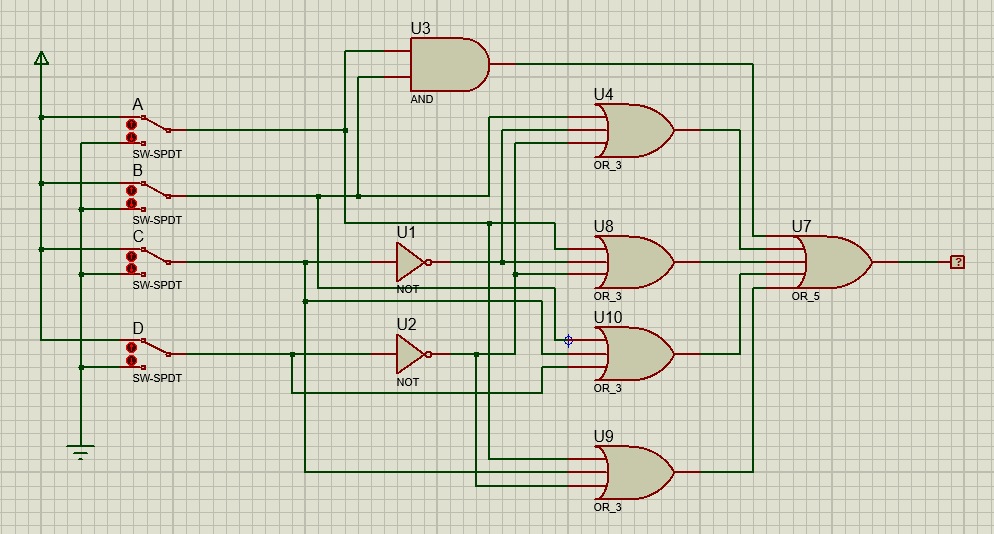 U3
AND
A
SW-SPDT
U4
OR_3
B
SW-SPDT
C
SW-SPDT
U1
NOT
U8
OR_3
U7
OR_5
?
D
SW-SPDT
U2
NOT
U10
OR_3
U9
OR_3